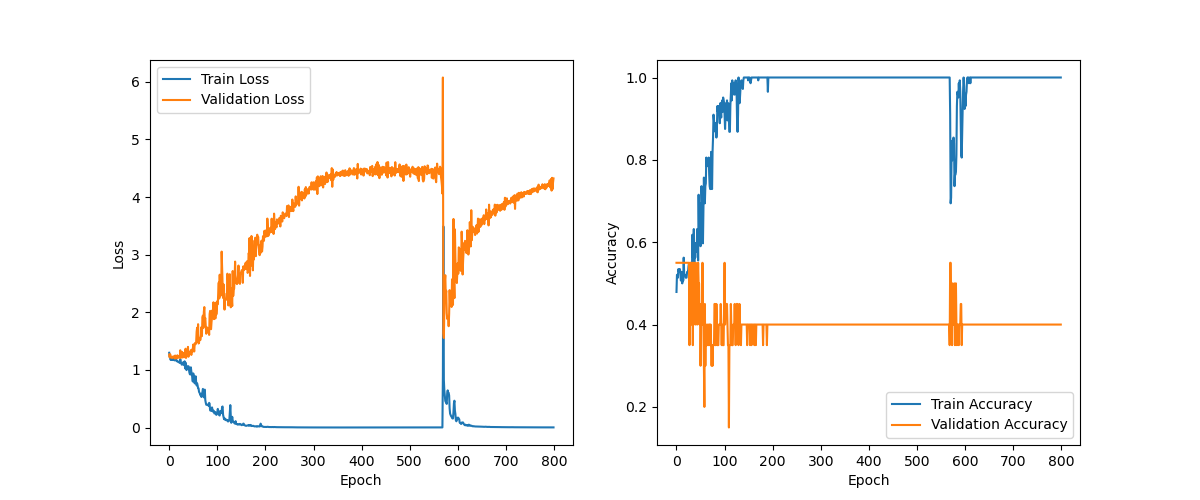 Train Loss
Validation Loss
6
5
4
3
2
1
0
Loss
0 100 200 300 400 500 600 700 800
Epoch
1.0
0.8
0.6
0.4
0.2
Accuracy
Train Accuracy
Validation Accuracy
0 100 200 300 400 500 600 700 800
Epoch